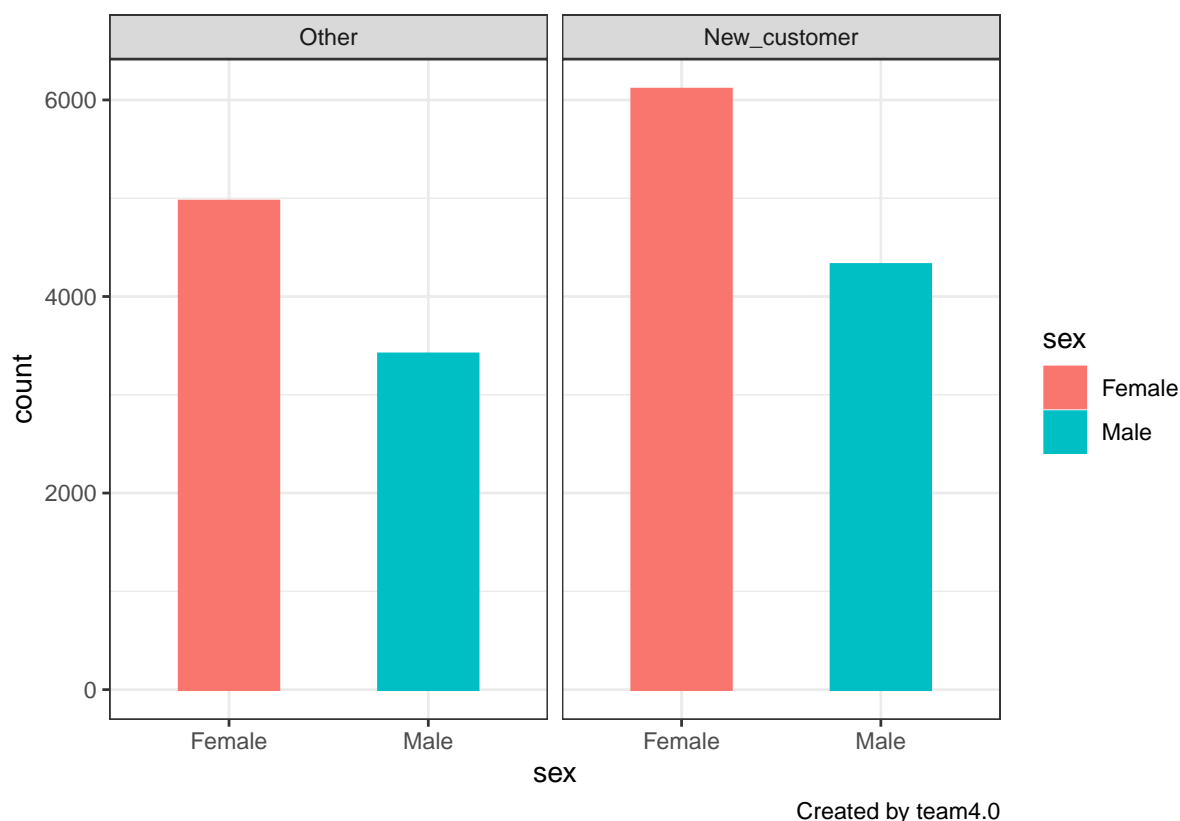 Other
New_customer
6000
4000
2000
0
count
Female
Male
Female
Male
sex
sex
Female
Male
Created by team4.0